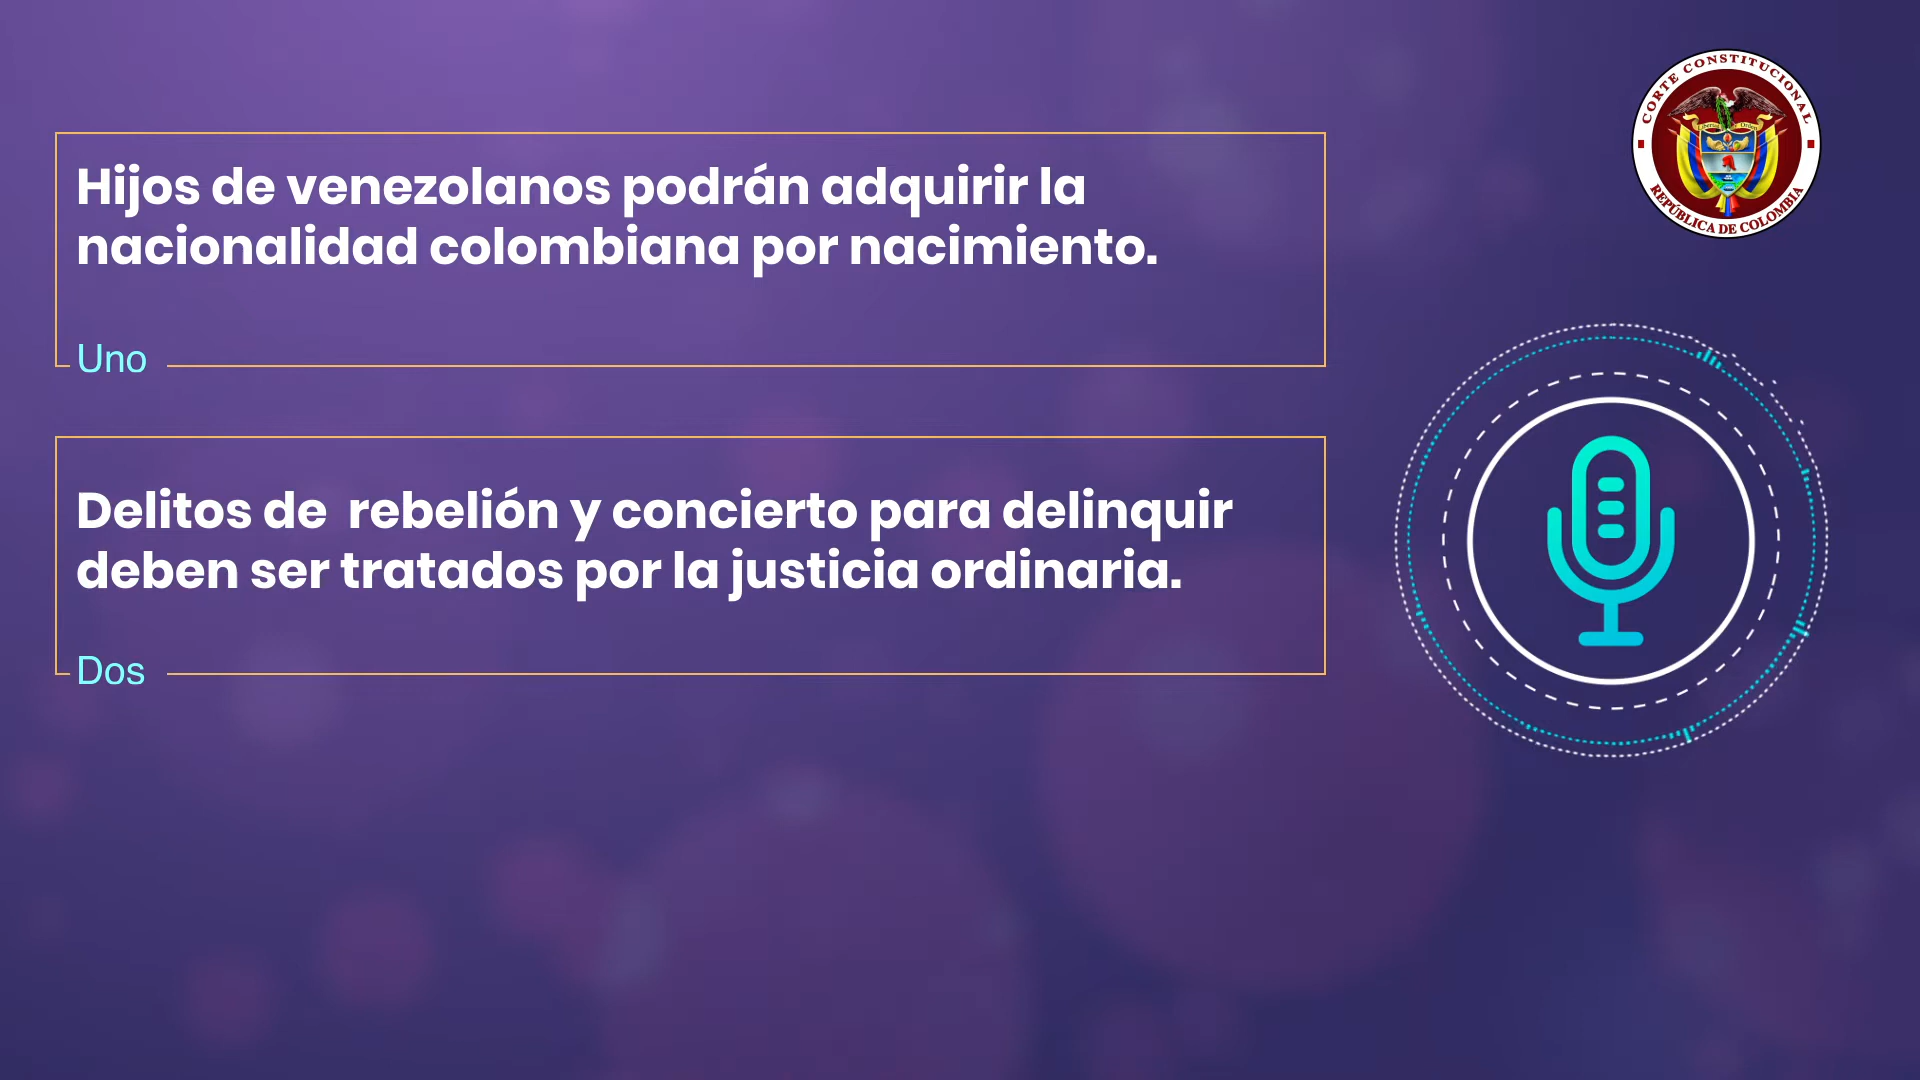 CORTE CONSTITUCIONAL
REPÚBLICA DE COLOMBIA
Hijos de venezolanos podrán adquirir la
nacionalidad colombiana por nacimiento.
Uno
Delitos de  rebelión y concierto para delinquir
deben ser tratados por la justicia ordinaria.
Dos